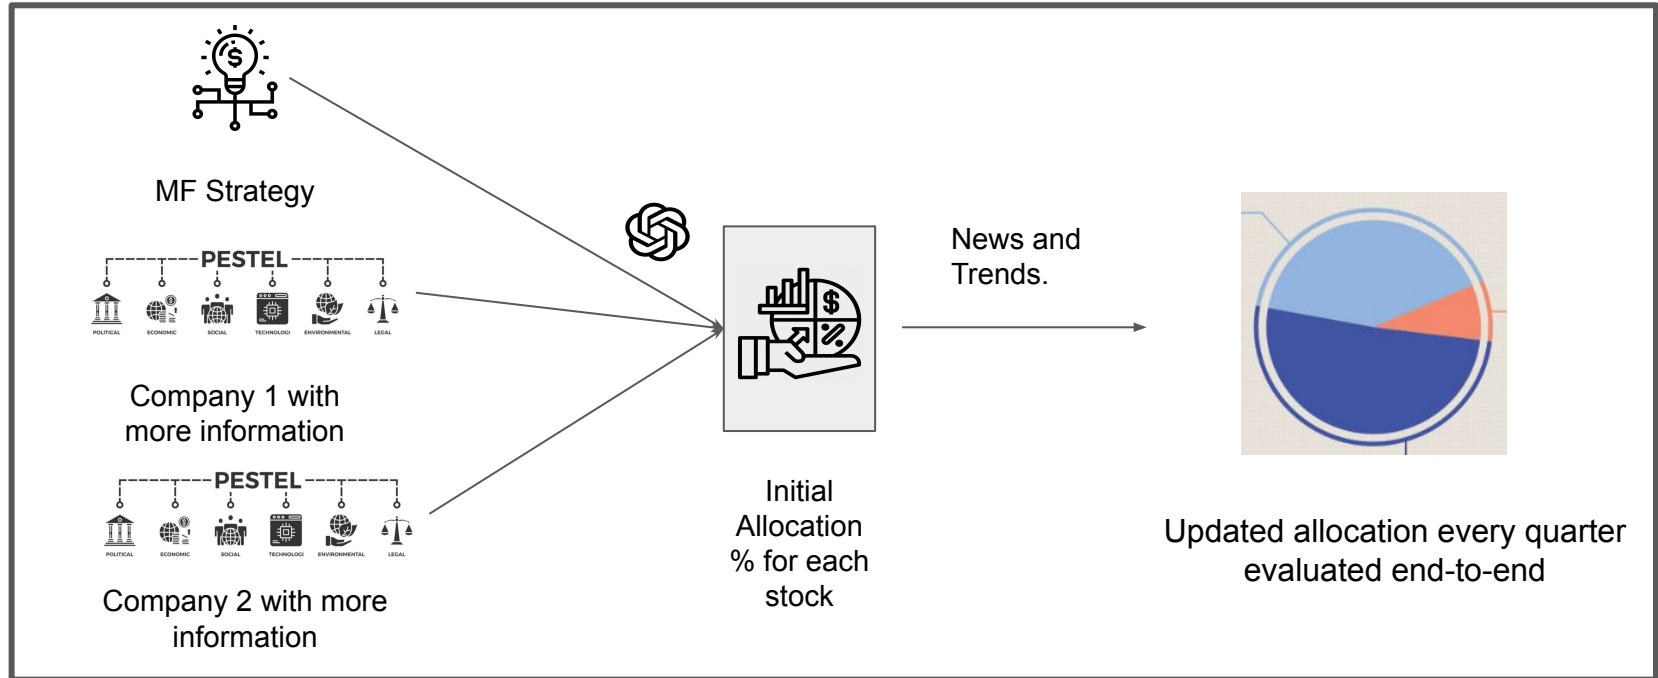 MF Strategy
PESTEL
POLITICAL ECONOMIC SOCIAL TECHNOLOGI ENVIRONMENTAL LEGAL
Company 1 with
more information
PESTEL
POLITICAL ECONOMIC SOCIAL TECHNOLOGI ENVIRONMENTAL LEGAL
Company 2 with more
information
$
$
%
Initial
Allocation
% for each
stock
News and
Trends.
Updated allocation every quarter
evaluated end-to-end